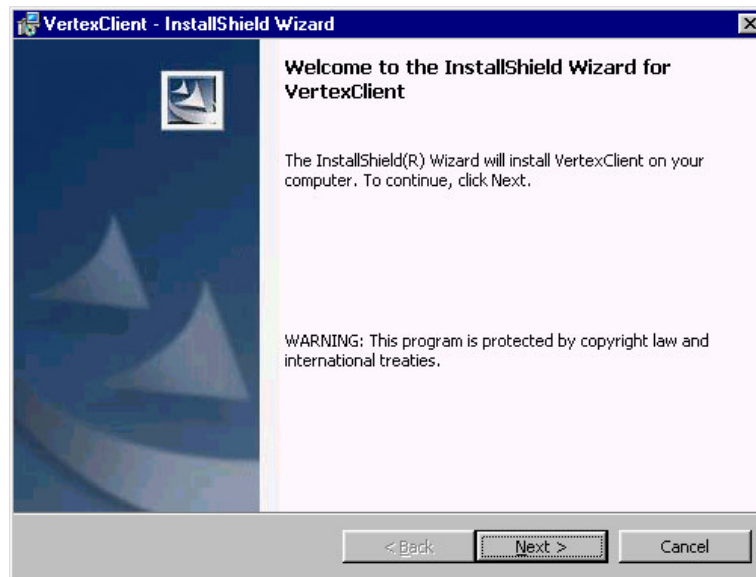 VertexClient - InstallShield Wizard
Welcome to the InstallShield Wizard for
VertexClient
The InstallShield(R) Wizard will install VertexClient on your
computer. To continue, click Next.
WARNING: This program is protected by copyright law and
international treaties.
< Back
Next >
Cancel